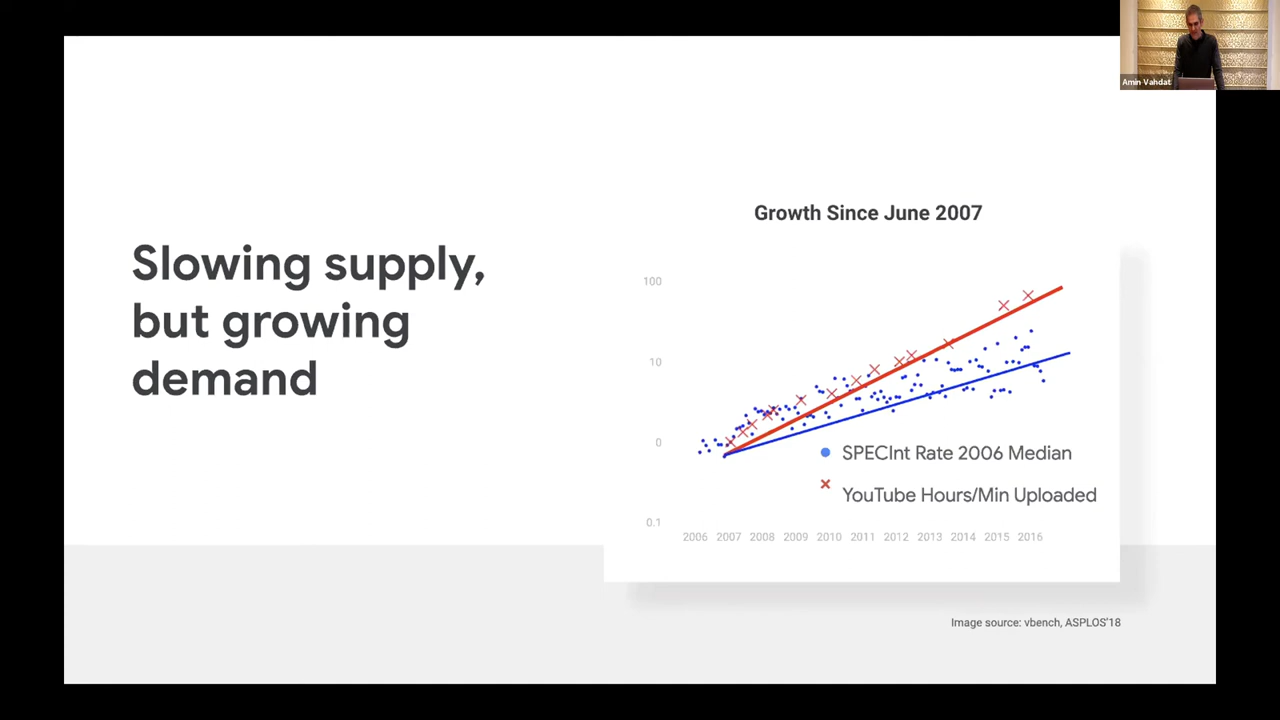 Amin Vahdat
Slowing supply,
but growing
demand
Growth Since June 2007
100
10
0
0.1
2006 2007 2008 2009 2010 2011 2012 2013 2014 2015 2016
SPECInt Rate 2006 Median
YouTube Hours/Min Uploaded
Image source: vbench, ASPLOS'18